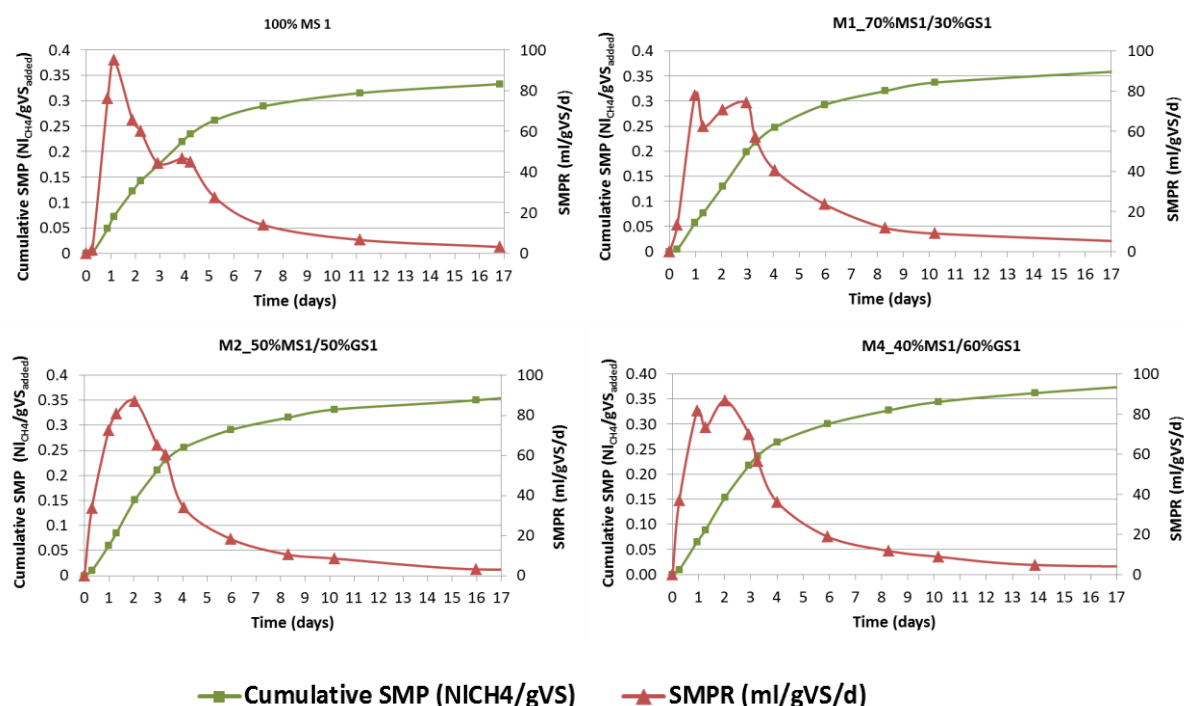 100% MS 1
Cumulative SMP (Nl_CH4/gVS_added)
0.4
0.35
0.3
0.25
0.2
0.15
0.1
0.05
0
100
80
60
40
20
0
SMPR (ml/gVS/d)
0 1 2 3 4 5 6 7 8 9 10 11 12 13 14 15 16 17
Time (days)
M1_70%MS1/30%GS1
Cumulative SMP (Nl_CH4/gVS_added)
0.4
0.35
0.3
0.25
0.2
0.15
0.1
0.05
0
100
80
60
40
20
0
SMPR (ml/gVS/d)
0 1 2 3 4 5 6 7 8 9 10 11 12 13 14 15 16 17
Time (days)
M2_50%MS1/50%GS1
Cumulative SMP (Nl_CH4/gVS_added)
0.4
0.35
0.3
0.25
0.2
0.15
0.1
0.05
0
100
80
60
40
20
0
SMPR (ml/gVS/d)
0 1 2 3 4 5 6 7 8 9 10 11 12 13 14 15 16 17
Time (days)
M4_40%MS1/60%GS1
Cumulative SMP (Nl_CH4/gVS_added)
0.40
0.35
0.30
0.25
0.20
0.15
0.10
0.05
0.00
100
80
60
40
20
0
SMPR (ml/gVS/d)
0 1 2 3 4 5 6 7 8 9 10 11 12 13 14 15 16 17
Time (days)
Cumulative SMP (NlCH4/gVS)
SMPR (ml/gVS/d)